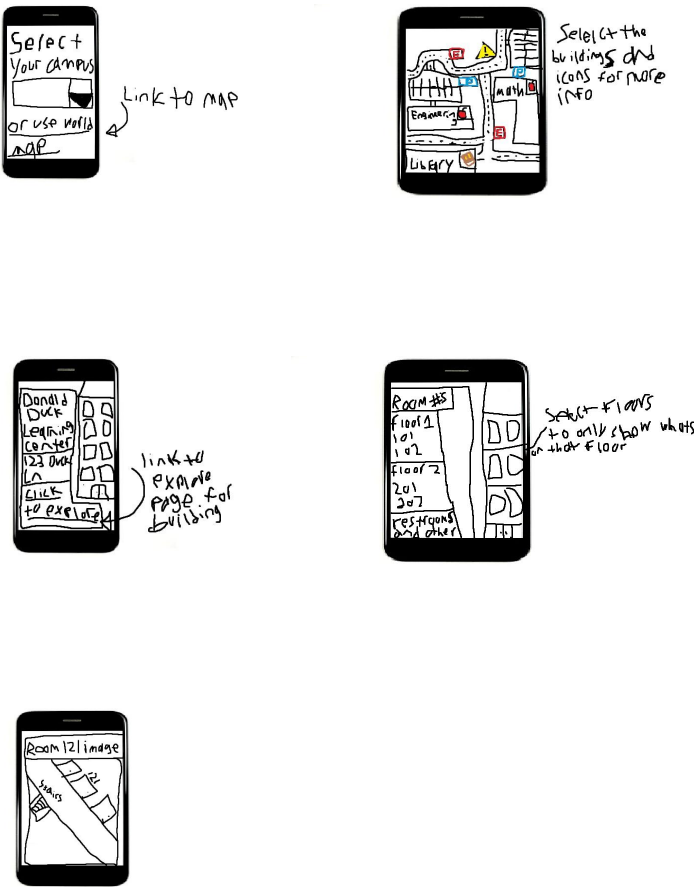 Select
Your campus
or use world
map
Link to map
E
P
P
math
Engineering
E
Library
Selelct the
buildings and
icons for more
info
Donald
Duck
Learning
center
123 Duck
Ln
click
to explore
link to
explore
page for
building
Room #s
floor 1
101
102
floor 2
201
202
restrooms
and other
Select floors
to only show whats
on that floor
Room 121 image
121
Stairs